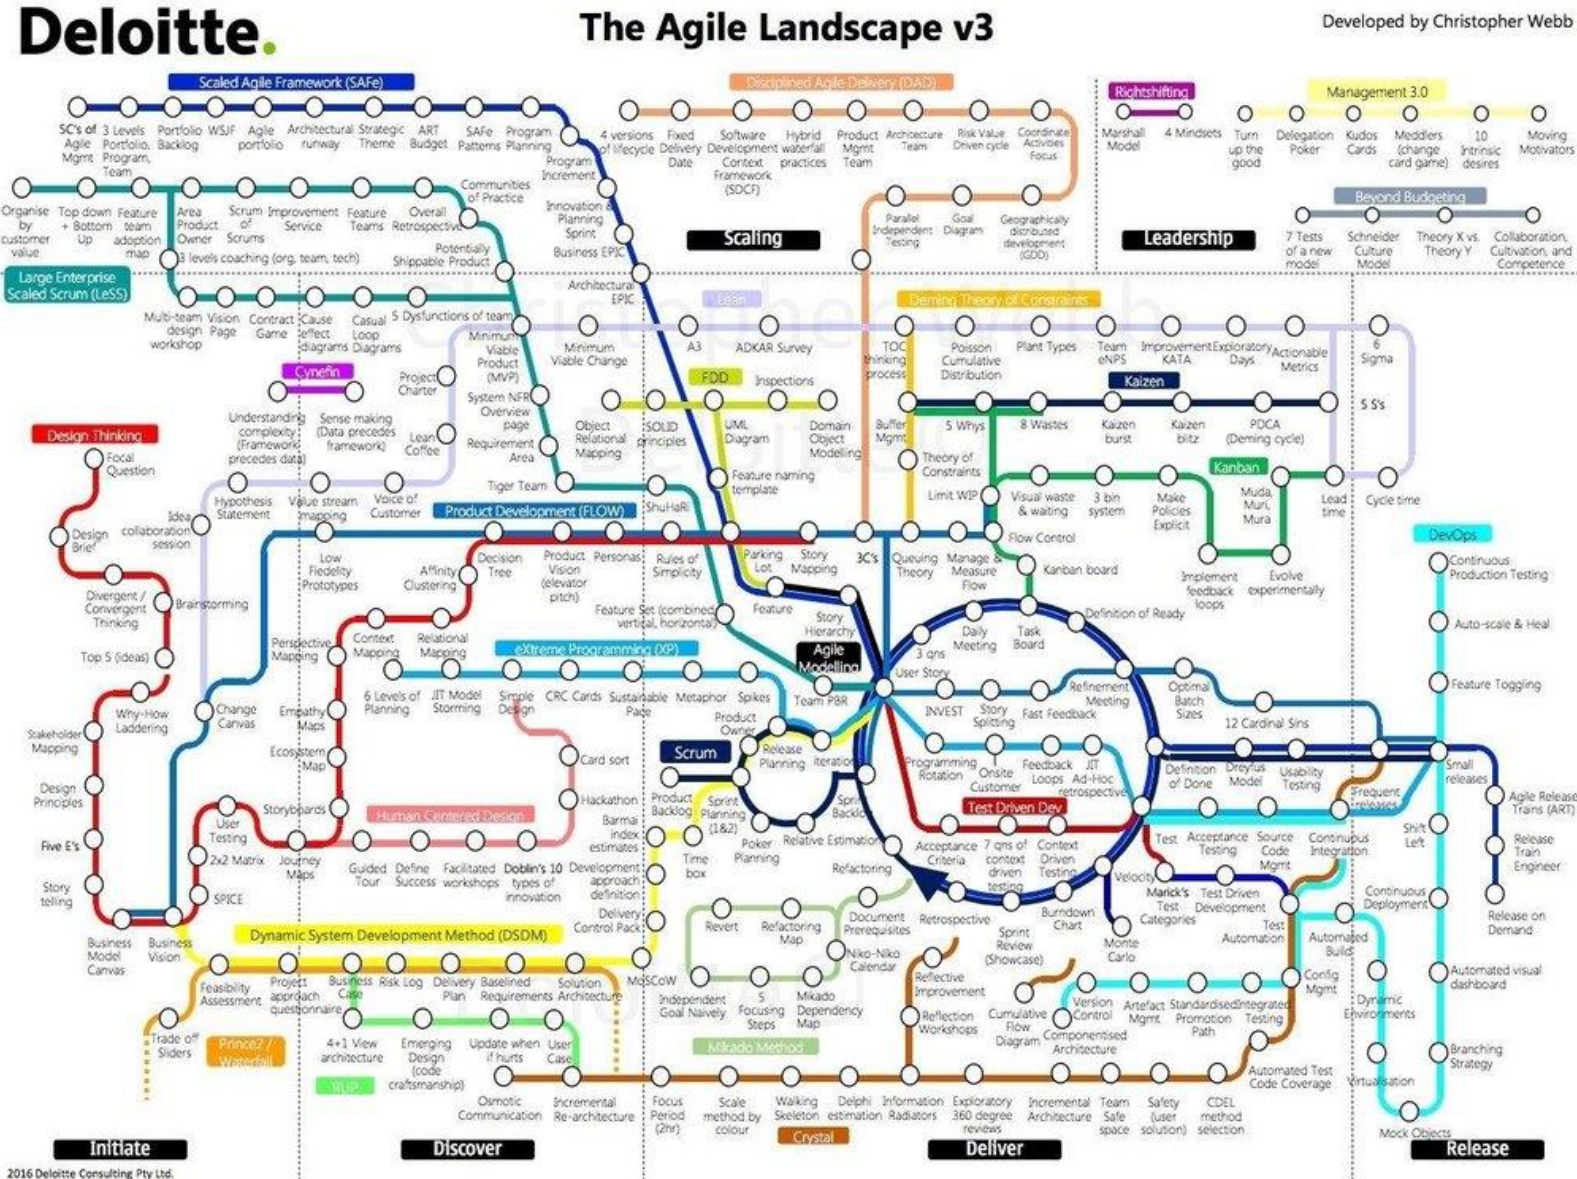 Deloitte.
The Agile Landscape v3
Developed by Christopher Webb
Scaled Agile Framework (SAFe)
5C's of
Agile
Mgmt
3 Levels
Portfolio,
Program,
Team
Portfolio
Backlog
WSJF
Agile
portfolio
Architectural
runway
Strategic
Theme
ART
Budget
SAFe
Patterns
Program
Planning
Program
Increment
Innovation &
Planning
Sprint
Business EPIC
Architectural
EPIC
Disciplined Agile Delivery (DAD)
4 versions
of lifecycle
Fixed
Delivery
Date
Software
Development
Context
Framework
(SDCF)
Hybrid
waterfall
practices
Product
Mgmt
Team
Architecture
Team
Risk Value
Driven cycle
Coordinate
Activities
Focus
Parallel
Independent
Testing
Goal
Diagram
Geographically
distributed
development
(GDD)
Scaling
Rightshifting
Marshall
Model
4 Mindsets
Management 3.0
Turn
up the
good
Delegation
Poker
Kudos
Cards
Meddlers
(change
card game)
10
Intrinsic
desires
Moving
Motivators
Beyond Budgeting
7 Tests
of a new
model
Schneider
Culture
Model
Theory X vs.
Theory Y
Collaboration,
Cultivation, and
Competence
Leadership
Organise
by
customer
value
Top down
+ Bottom
Up
Feature
team
adoption
map
Area
Product
Owner
Scrum
of
Scrums
Improvement
Service
Feature
Teams
Overall
Retrospective
Communities
of Practice
Potentially
Shippable Product
3 levels coaching (org, team, tech)
Large Enterprise
Scaled Scrum (LeSS)
Multi-team
design
workshop
Vision
Page
Contract
Game
Cause
effect
diagrams
Casual
Loop
Diagrams
5 Dysfunctions of team
Minimum
Viable
Product
(MVP)
System NFR
Overview
page
Requirement
Area
Tiger Team
Lean
Minimum
Viable Change
A3
ADKAR Survey
Deming Theory of Constraints
TOC
thinking
process
Poisson
Cumulative
Distribution
Plant Types
Team
eNPS
Improvement
KATA
Exploratory
Days
Actionable
Metrics
6
Sigma
Cynefin
Understanding
complexity
(Framework
precedes data)
Sense making
(Data precedes
framework)
Project
Charter
Lean
Coffee
FDD
Inspections
Object
Relational
Mapping
SOLID
principles
UML
Diagram
Domain
Object
Modelling
Feature naming
template
Kaizen
Buffer
Mgmt
5 Whys
8 Wastes
Kaizen
burst
Kaizen
blitz
PDCA
(Deming cycle)
5 S's
Theory of
Constraints
Limit WIP
Kanban
Visual waste
& waiting
3 bin
system
Make
Policies
Explicit
Muda,
Muri,
Mura
Lead
time
Cycle time
Implement
feedback
loops
Evolve
experimentally
Flow Control
Kanban board
Design Thinking
Focal
Question
Design
Brief
Divergent /
Convergent
Thinking
Brainstorming
Top 5 (ideas)
Why-How
Laddering
Stakeholder
Mapping
Design
Principles
Five E's
Story
telling
Business
Model
Canvas
Business
Vision
SPICE
2x2 Matrix
User
Testing
Journey
Maps
Storyboards
Ecosystem
Map
Empathy
Maps
Perspective
Mapping
Context
Mapping
Relational
Mapping
Affinity
Clustering
Hypothesis
Statement
Idea
collaboration
session
Value stream
mapping
Voice of
Customer
Change
Canvas
Product Development (FLOW)
Low
Fiedelity
Prototypes
Decision
Tree
Product
Vision
(elevator
pitch)
Personas
Rules of
Simplicity
ShuHaRi
Parking
Lot
Story
Mapping
3C's
Queuing
Theory
Manage &
Measure
Flow
Feature
Story
Hierarchy
Feature Set (combined,
vertical, horizontal)
Agile
Modelling
Team PBR
User Story
3 qns
Daily
Meeting
Task
Board
Definition of Ready
eXtreme Programming (XP)
6 Levels of
Planning
JIT Model
Storming
Simple
Design
CRC Cards
Sustainable
Pace
Metaphor
Spikes
INVEST
Story
Splitting
Fast Feedback
Refinement
Meeting
Optimal
Batch
Sizes
12 Cardinal Sins
Programming
Rotation
Onsite
Customer
Feedback
Loops
JIT
Ad-Hoc
retrospective
Definition
of Done
Dreyfus
Model
Usability
Testing
Frequent
releases
Small
releases
Scrum
Product
Owner
Release
Planning
iteration
Product
Backlog
Sprint
Planning
(1&2)
Poker
Planning
Relative Estimation
Sprint
Backlog
Refactoring
Card sort
Hackathon
Human Centered Design
Guided
Tour
Define
Success
Facilitated
workshops
Doblin's 10
types of
innovation
Barmai
index
estimates
Time
box
Development
approach
definition
Delivery
Control Pack
MoSCoW
Test Driven Dev
Acceptance
Criteria
7 qns of
context
driven
testing
Context
Driven
Testing
Test
Acceptance
Testing
Source
Code
Mgmt
Continuous
Integration
Velocity
Marick's
Test
Categories
Test Driven
Development
Test
Automation
Monte
Carlo
Burndown
Chart
Sprint
Review
(Showcase)
Retrospective
DevOps
Continuous
Production Testing
Auto-scale & Heal
Feature Toggling
Shift
Left
Continuous
Deployment
Automated visual
dashboard
Branching
Strategy
Mock Objects
Virtualisation
Dynamic
Environments
Automated
Build
Agile Release
Trains (ART)
Release
Train
Engineer
Release on
Demand
Dynamic System Development Method (DSDM)
Feasibility
Assessment
Project
approach
questionnaire
Business
Case
Risk Log
Delivery
Plan
Baselined
Requirements
Solution
Architecture
Trade off
Sliders
Prince2 /
Waterfall
4+1 View
architecture
Emerging
Design
(code
craftsmanship)
Update when
if hurts
User
Case
RUP
Revert
Refactoring
Map
Document
Prerequisites
Niko-Niko
Calendar
Independent
Goal Naively
5
Focusing
Steps
Mikado
Dependency
Map
Mikado Method
Reflective
Improvement
Reflection
Workshops
Cumulative
Flow
Diagram
Version
Control
Componentised
Architecture
Artefact
Mgmt
Standardised
Promotion
Path
Integrated
Testing
Config
Mgmt
Automated Test
Code Coverage
Osmotic
Communication
Incremental
Re-architecture
Focus
Period
(2hr)
Scale
method by
colour
Walking
Skeleton
Delphi
estimation
Information
Radiators
Exploratory
360 degree
reviews
Incremental
Architecture
Team
Safe
space
Safety
(user
solution)
CDEL
method
selection
Crystal
Initiate
Discover
Deliver
Release
2016 Deloitte Consulting Pty Ltd.